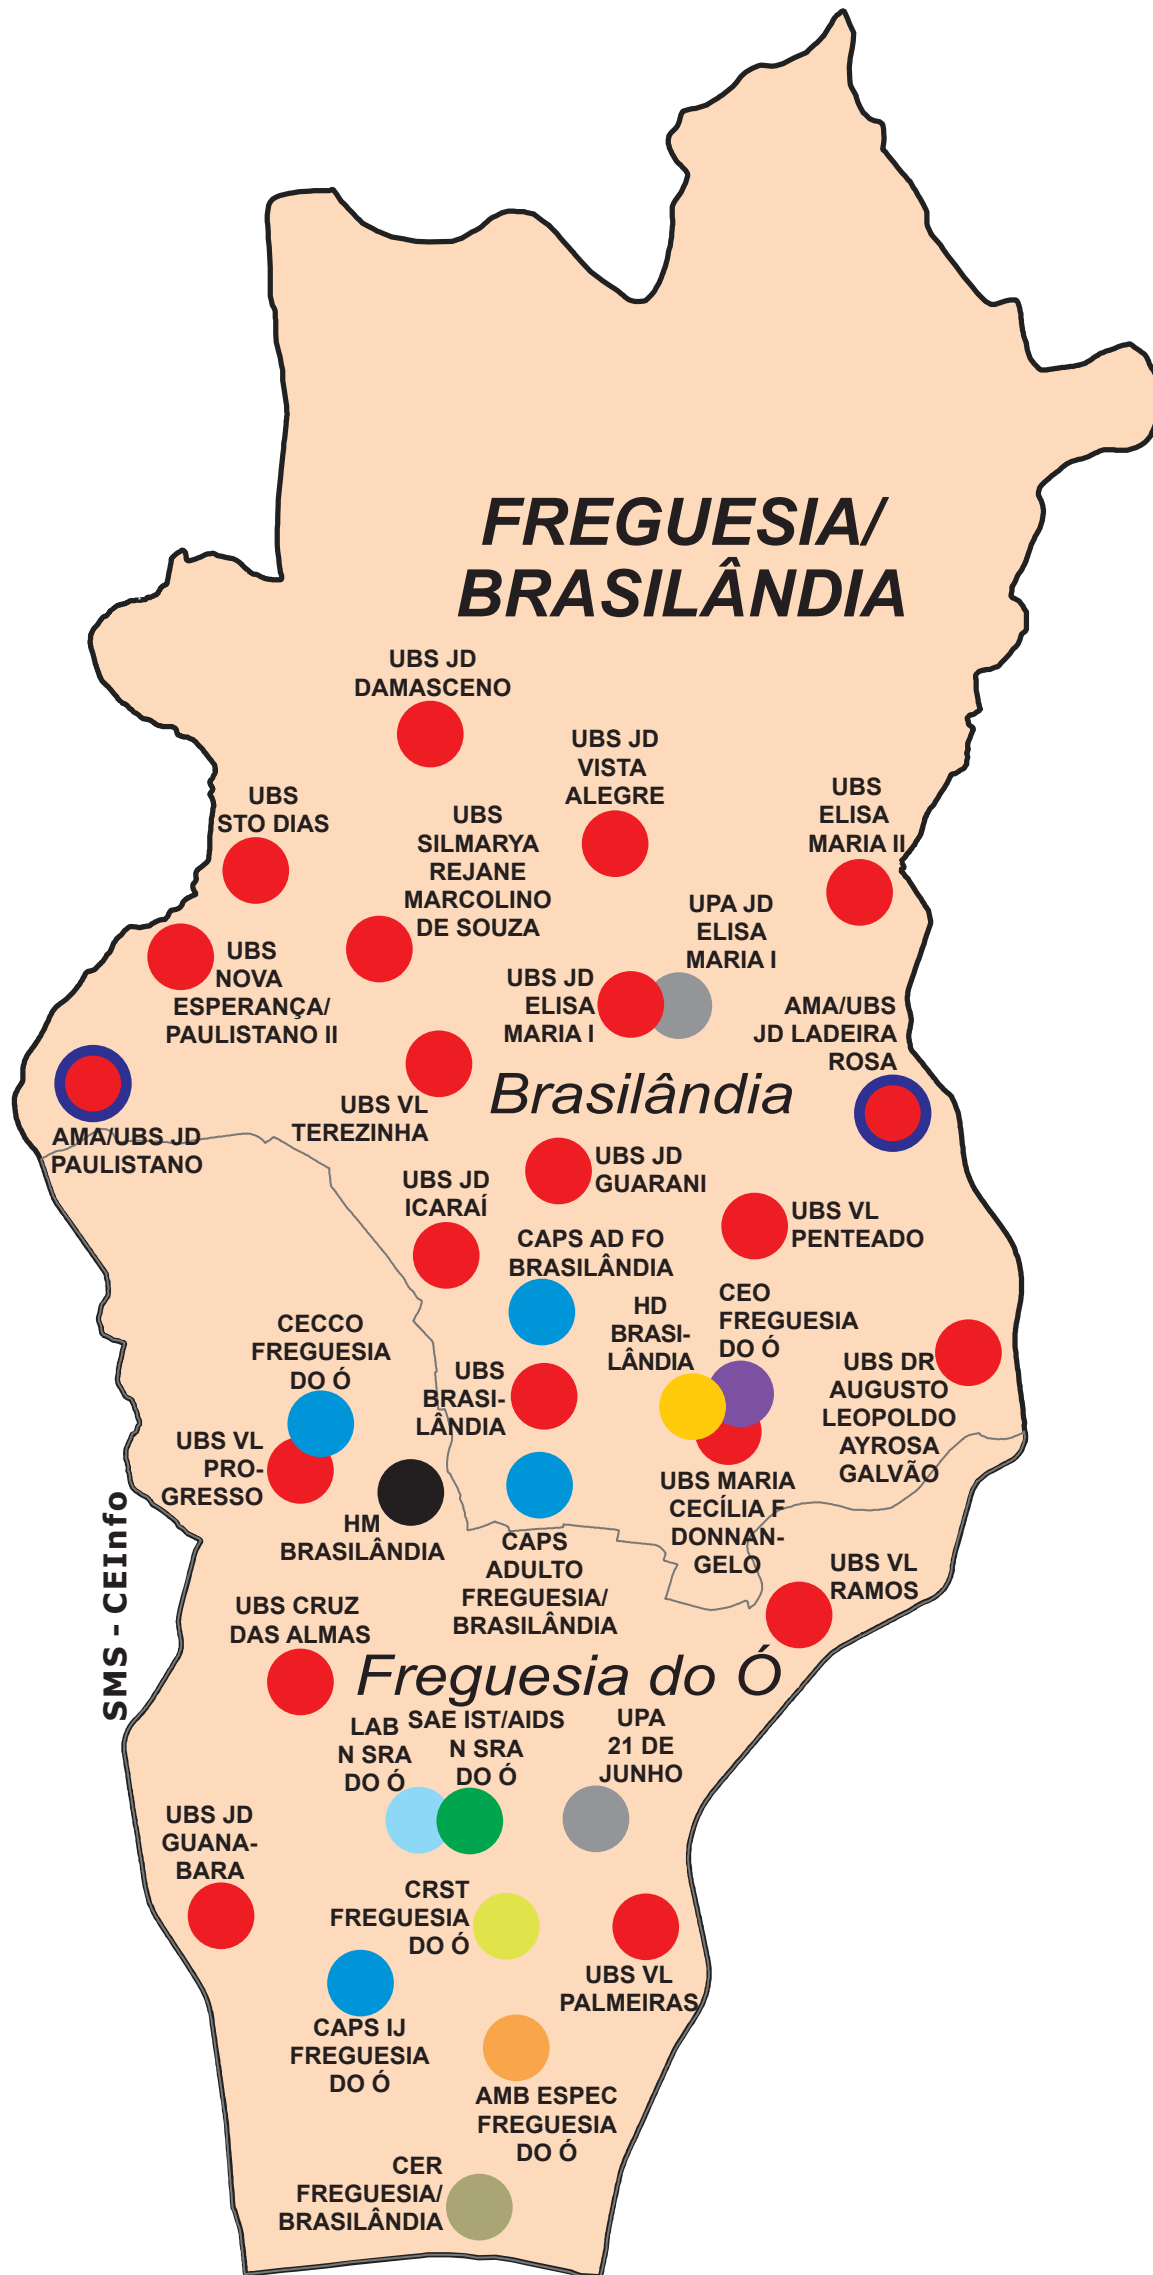 FREGUESIA/
BRASILÂNDIA
UBS JD
DAMASCENO
UBS JD
VISTA
ALEGRE
UBS
STO DIAS
UBS
ELISA
MARIA II
UBS
SILMARYA
REJANE
MARCOLINO
DE SOUZA
UPA JD
ELISA
MARIA I
UBS
NOVA
ESPERANÇA/
PAULISTANO II
UBS JD
ELISA
MARIA I
AMA/UBS
JD LADEIRA
ROSA
Brasilândia
UBS VL
TEREZINHA
AMA/UBS JD
PAULISTANO
UBS JD
GUARANI
UBS JD
ICARAÍ
UBS VL
PENTEADO
CAPS AD FO
BRASILÂNDIA
CEO
FREGUESIA
DO Ó
HD
BRASI-
LÂNDIA
CECCO
FREGUESIA
DO Ó
UBS
BRASI-
LÂNDIA
UBS DR
AUGUSTO
LEOPOLDO
AYROSA
GALVÃO
UBS VL
PRO-
GRESSO
UBS MARIA
CECÍLIA F
DONNAN-
GELO
HM
BRASILÂNDIA
CAPS
ADULTO
FREGUESIA/
BRASILÂNDIA
UBS VL
RAMOS
SMS - CEInfo
UBS CRUZ
DAS ALMAS
Freguesia do Ó
LAB
N SRA
DO Ó
SAE IST/AIDS
N SRA
DO Ó
UPA
21 DE
JUNHO
UBS JD
GUANA-
BARA
CRST
FREGUESIA
DO Ó
UBS VL
PALMEIRAS
CAPS IJ
FREGUESIA
DO Ó
AMB ESPEC
FREGUESIA
DO Ó
CER
FREGUESIA/
BRASILÂNDIA